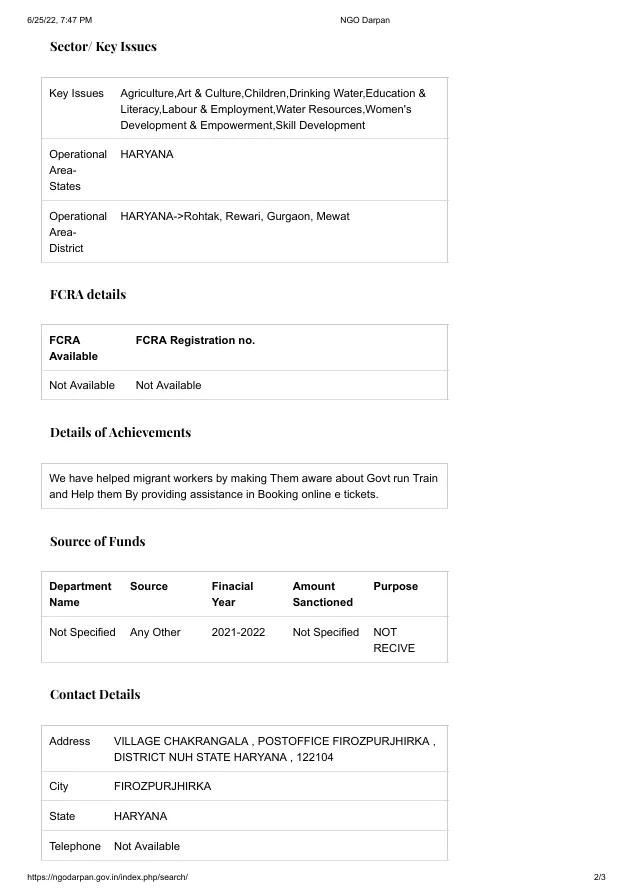 6/25/22, 7:47 PM NGO Darpan
Sector/ Key Issues
Key Issues Agriculture,Art & Culture,Children,Drinking Water,Education &
Literacy,Labour & Employment,Water Resources,Women's
Development & Empowerment,Skill Development
Operational HARYANA
Area-
States
Operational HARYANA->Rohtak, Rewari, Gurgaon, Mewat
Area-
District
FCRA details
FCRA FCRA Registration no.
Available
Not Available Not Available
Details of Achievements
We have helped migrant workers by making Them aware about Govt run Train
and Help them By providing assistance in Booking online e tickets.
Source of Funds
Department Source Finacial Amount Purpose
Name Year Sanctioned
Not Specified Any Other 2021-2022 Not Specified NOT
RECIVE
Contact Details
Address VILLAGE CHAKRANGALA , POSTOFFICE FIROZPURJHIRKA ,
DISTRICT NUH STATE HARYANA , 122104
City FIROZPURJHIRKA
State HARYANA
Telephone Not Available
https://ngodarpan.gov.in/index.php/search/ 2/3